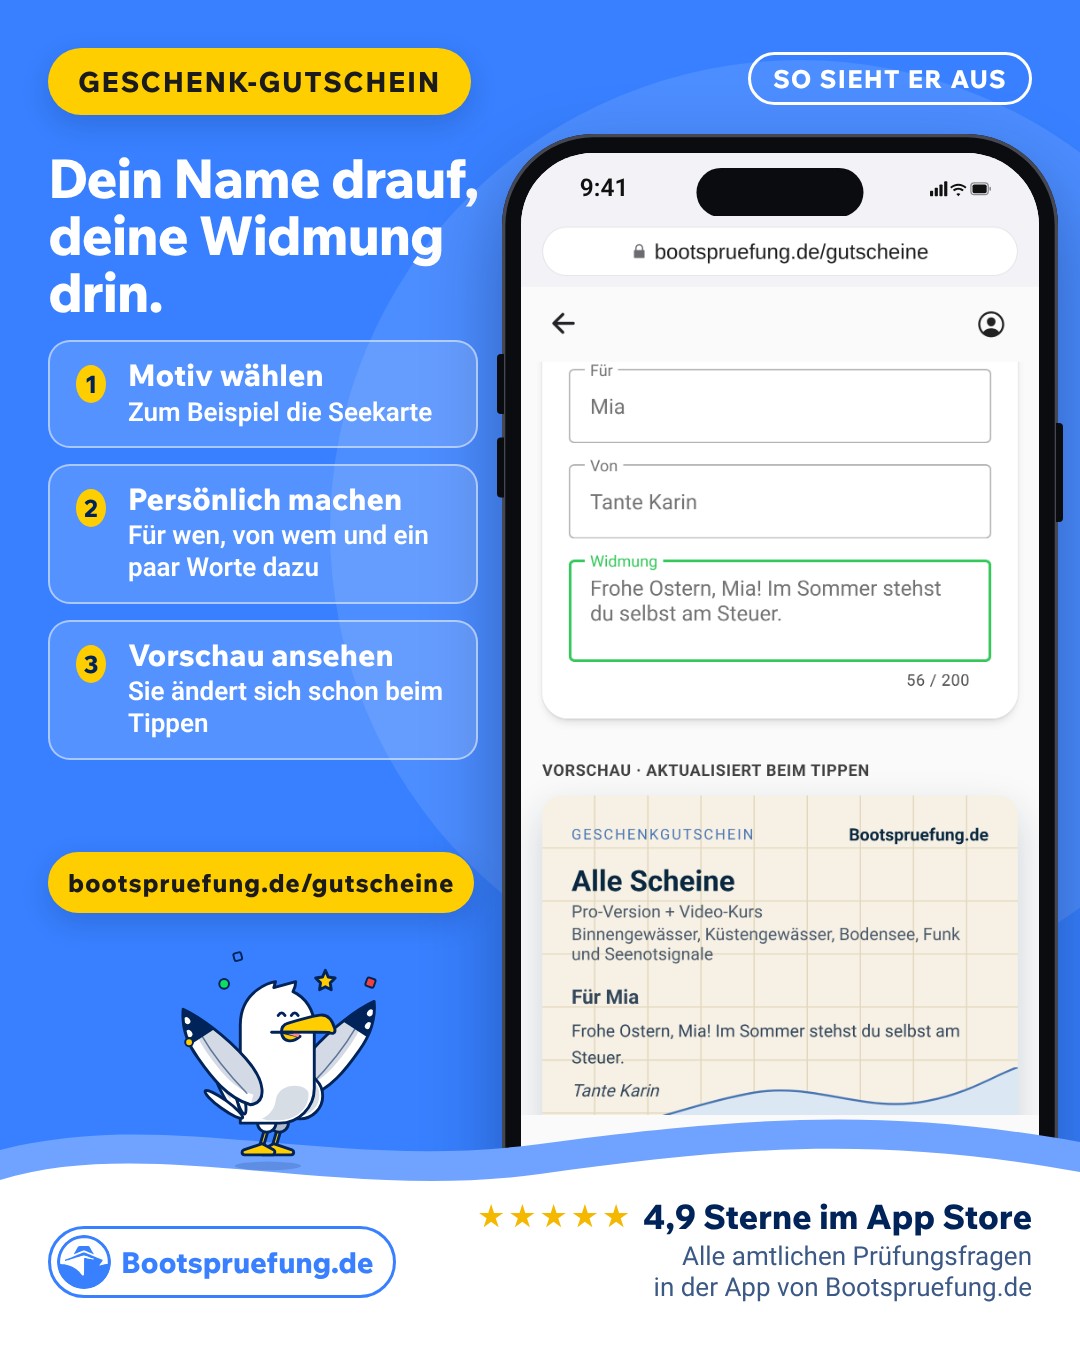 GESCHENK-GUTSCHEIN
SO SIEHT ER AUS
Dein Name drauf,
deine Widmung
drin.
1
Motiv wählen
Zum Beispiel die Seekarte
2
Persönlich machen
Für wen, von wem und ein
paar Worte dazu
3
Vorschau ansehen
Sie ändert sich schon beim
Tippen
bootspruefung.de/gutscheine
9:41
bootspruefung.de/gutscheine
Für
Mia
Von
Tante Karin
Widmung
Frohe Ostern, Mia! Im Sommer stehst
du selbst am Steuer.
56 / 200
VORSCHAU · AKTUALISIERT BEIM TIPPEN
GESCHENKGUTSCHEIN
Bootspruefung.de
Alle Scheine
Pro-Version + Video-Kurs
Binnengewässer, Küstengewässer, Bodensee, Funk
und Seenotsignale
Für Mia
Frohe Ostern, Mia! Im Sommer stehst du selbst am
Steuer.
Tante Karin
Bootspruefung.de
★★★★★ 4,9 Sterne im App Store
Alle amtlichen Prüfungsfragen
in der App von Bootspruefung.de